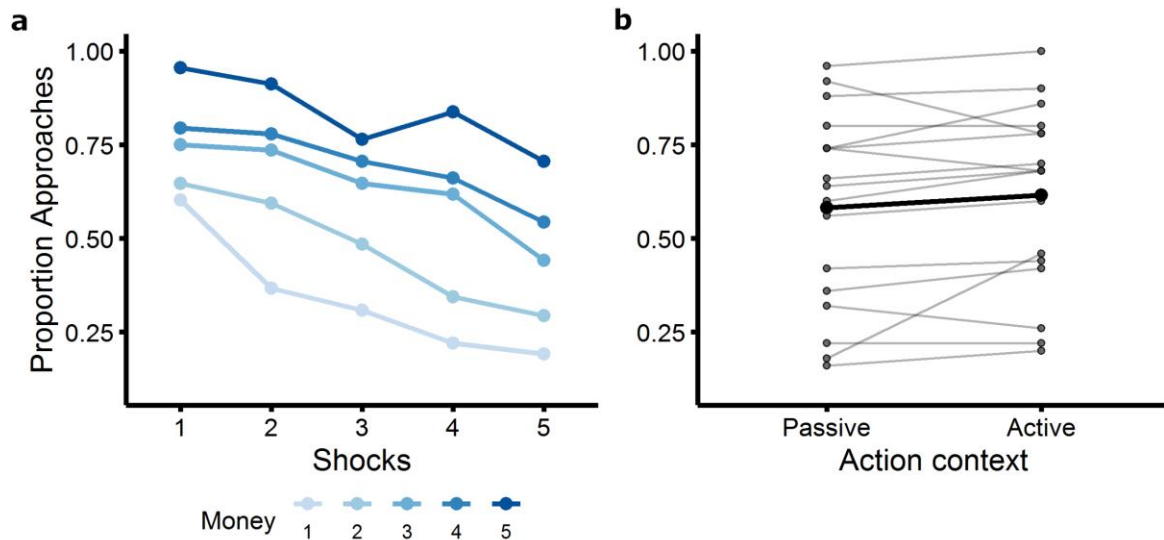 a
Proportion Approaches
1.00
0.75
0.50
0.25
1 2 3 4 5
Shocks
Money 1 2 3 4 5
b
1.00
0.75
0.50
0.25
Passive Active
Action context